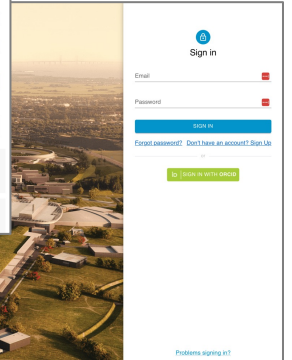 Sign in
Email
Password
SIGN IN
Forgot password? Don't have an account? Sign Up
or
iD SIGN IN WITH ORCID
Problems signing in?